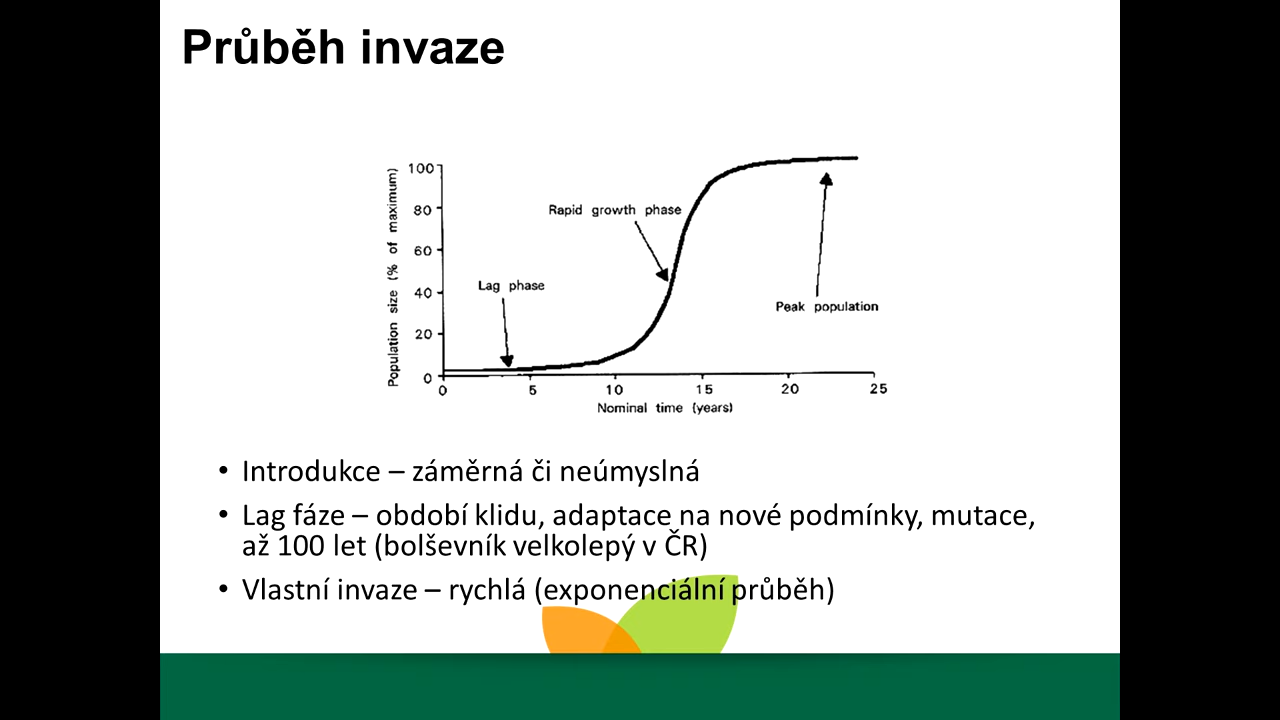 Průběh invaze
Population size (% of maximum)
100
80
60
40
20
0
Rapid growth phase
Lag phase
Peak population
0 5 10 15 20 25
Nominal time (years)
• Introdukce – záměrná či neúmyslná
• Lag fáze – období klidu, adaptace na nové podmínky, mutace,
až 100 let (bolševník velkolepý v ČR)
• Vlastní invaze – rychlá (exponenciální průběh)